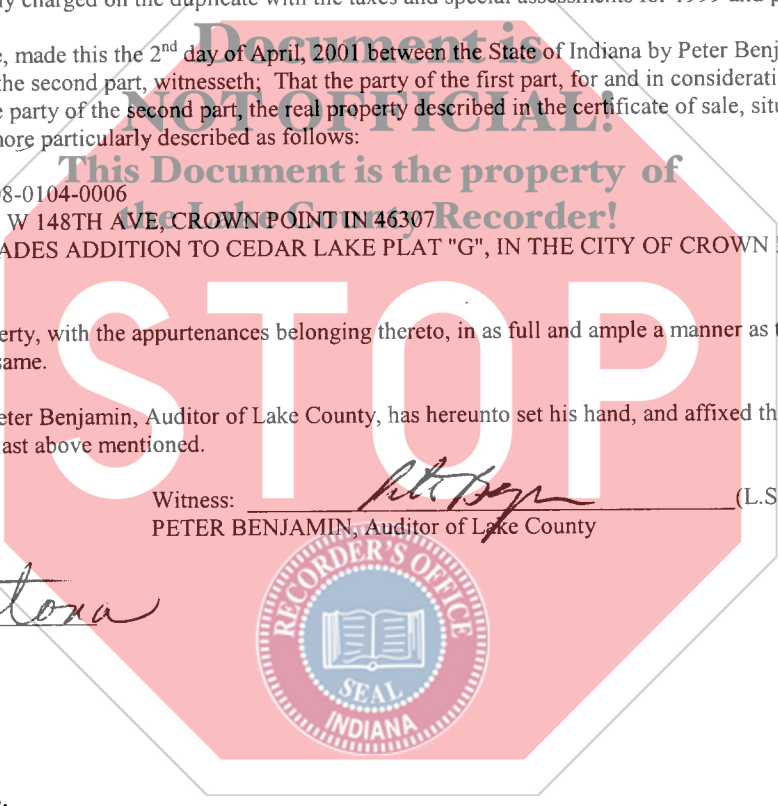 y charged on the duplicate with the taxes and special assessments for 1999 and p
e, made this the 2nd day of April, 2001 between the State of Indiana by Peter Benj
the second part, witnesseth; That the party of the first part, for and in considerati
e party of the second part, the real property described in the certificate of sale, situ
nore particularly described as follows:
8-0104-0006
W 148TH AVE, CROWN POINT IN 46307
ADES ADDITION TO CEDAR LAKE PLAT "G", IN THE CITY OF CROWN
erty, with the appurtenances belonging thereto, in as full and ample a manner as t
same.
eter Benjamin, Auditor of Lake County, has hereunto set his hand, and affixed th
ast above mentioned.
Witness: (L.S
PETER BENJAMIN, Auditor of Lake County
Document is
NOT OFFICIAL!
This Document is the property of
the Lake County Recorder!
STOP
RECORDER'S OFFICE
SEAL
INDIANA